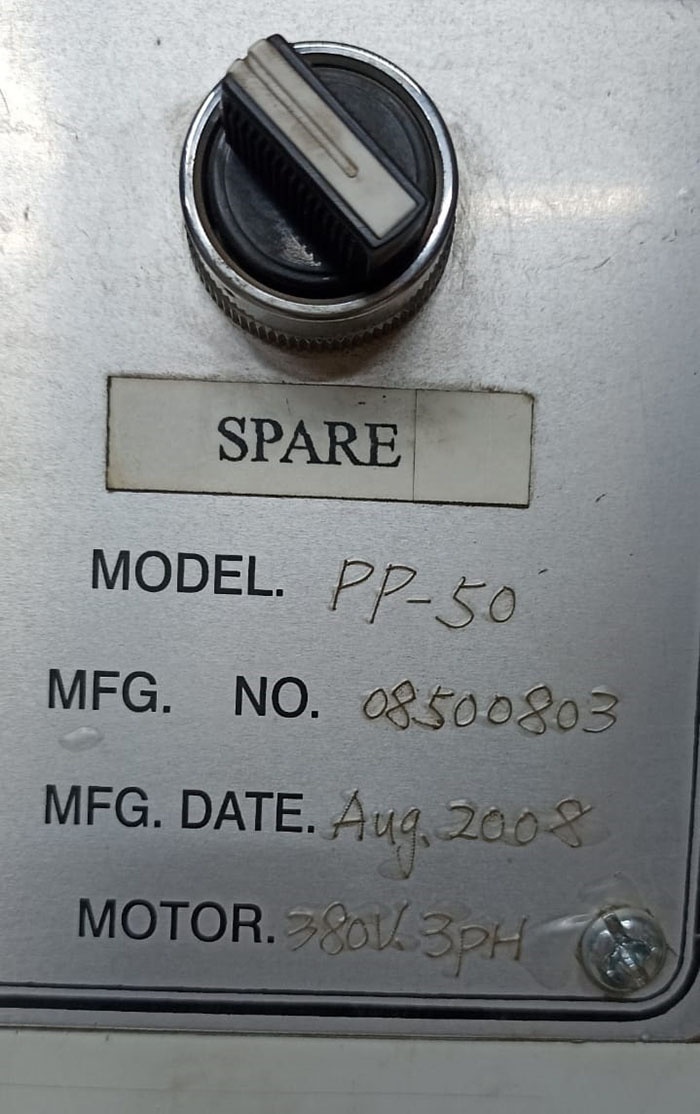 SPARE
MODEL. PP-50
MFG. NO. 08500803
MFG. DATE. Aug. 2008
MOTOR. 380V. 3PH